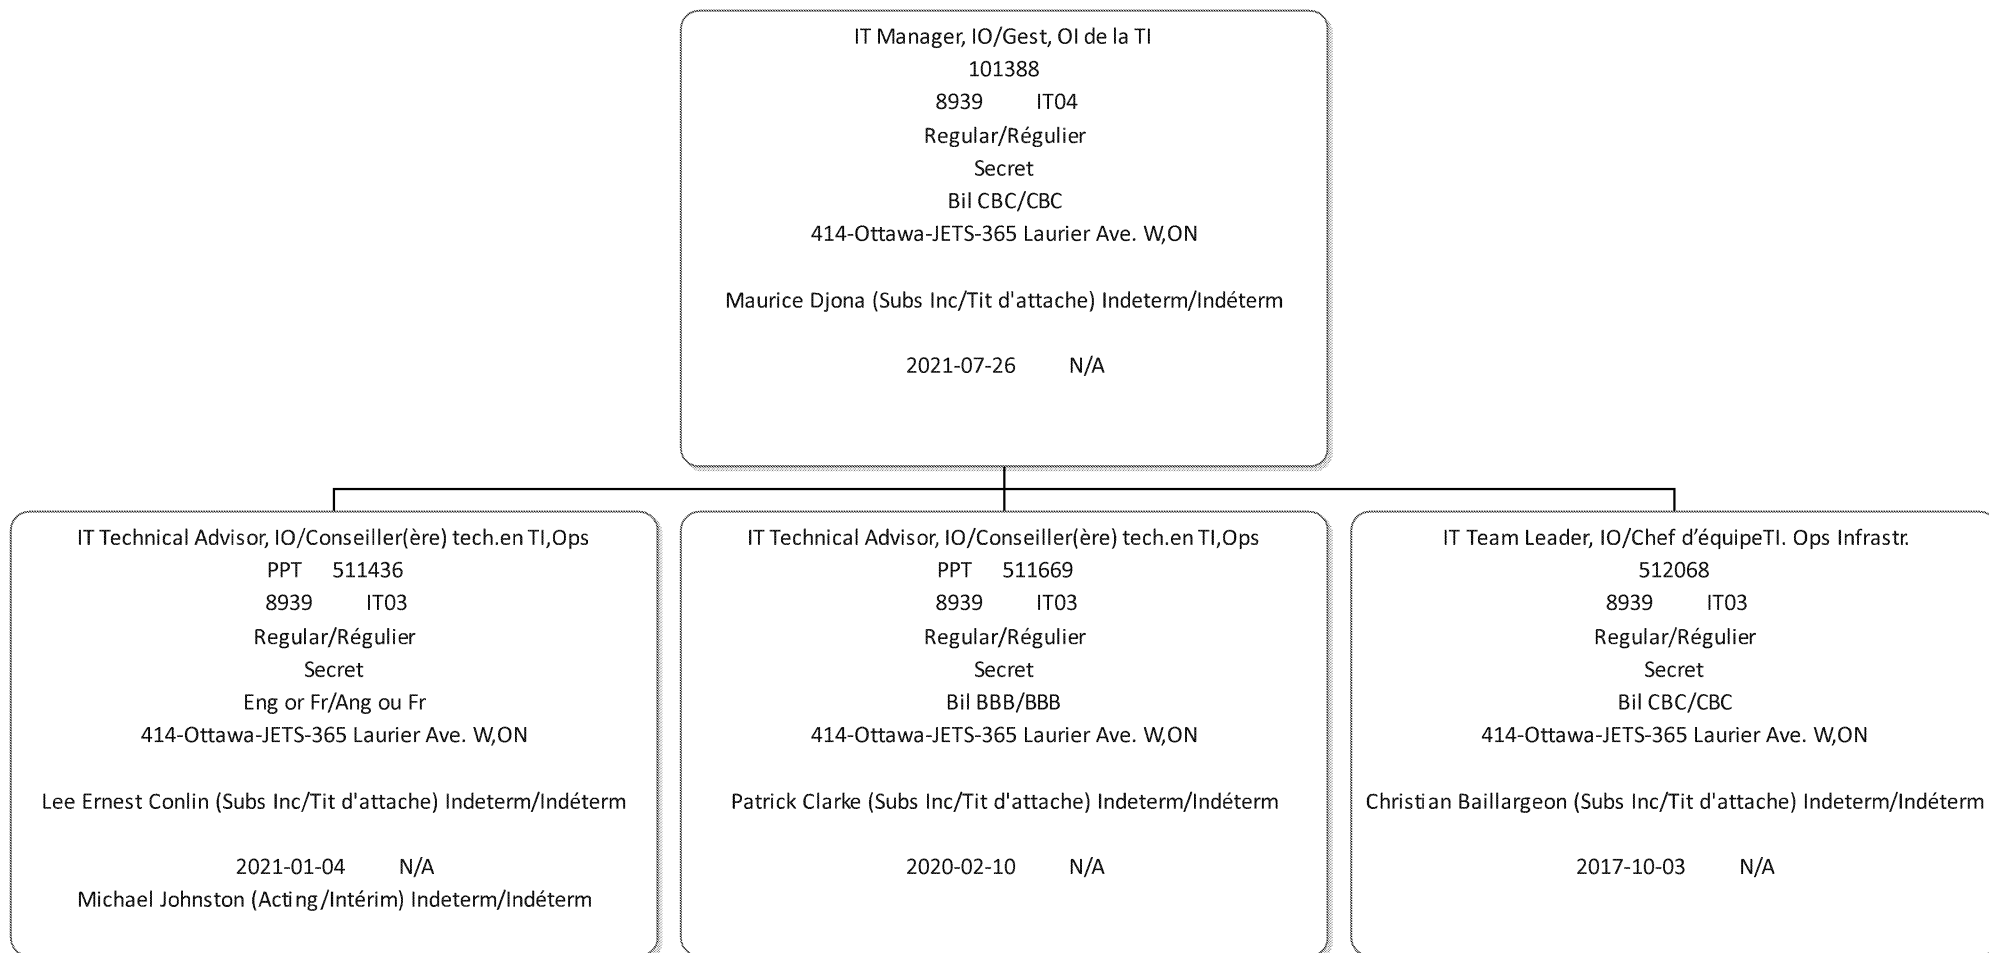 IT Manager, IO/Gest, OI de la TI
101388
8939 IT04
Regular/Régulier
Secret
Bil CBC/CBC
414-Ottawa-JETS-365 Laurier Ave. W,ON
Maurice Djona (Subs Inc/Tit d'attache) Indeterm/Indéterm
2021-07-26 N/A
IT Technical Advisor, IO/Conseiller(ère) tech.en TI,Ops
PPT 511436
8939 IT03
Regular/Régulier
Secret
Eng or Fr/Ang ou Fr
414-Ottawa-JETS-365 Laurier Ave. W,ON
Lee Ernest Conlin (Subs Inc/Tit d'attache) Indeterm/Indéterm
2021-01-04 N/A
Michael Johnston (Acting/Intérim) Indeterm/Indéterm
IT Technical Advisor, IO/Conseiller(ère) tech.en TI,Ops
PPT 511669
8939 IT03
Regular/Régulier
Secret
Bil BBB/BBB
414-Ottawa-JETS-365 Laurier Ave. W,ON
Patrick Clarke (Subs Inc/Tit d'attache) Indeterm/Indéterm
2020-02-10 N/A
IT Team Leader, IO/Chef d’équipeTI. Ops Infrastr.
512068
8939 IT03
Regular/Régulier
Secret
Bil CBC/CBC
414-Ottawa-JETS-365 Laurier Ave. W,ON
Christian Baillargeon (Subs Inc/Tit d'attache) Indeterm/Indéterm
2017-10-03 N/A